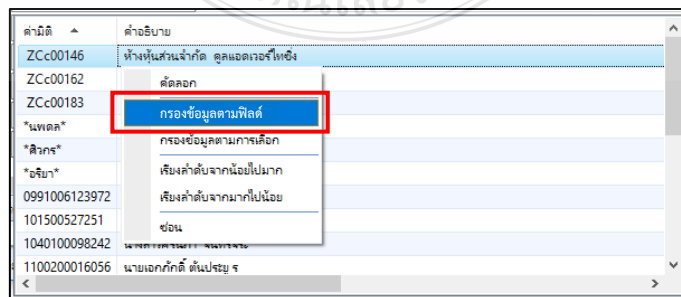 ค่ามิติ คำอธิบาย
ZCc00146 ห้างหุ้นส่วนจำกัด คูลแอดเวอร์ไทซิ่ง
ZCc00162
คัดลอก
ZCc00183
กรองข้อมูลตามฟิลด์
*นพดล*
กรองข้อมูลตามการเลือก
*ศิวกร*
*อริยา*
เรียงลำดับจากน้อยไปมาก
0991006123972
เรียงลำดับจากมากไปน้อย
101500527251
ซ่อน
1040100098242
1100200016056 นายเอกภักดิ์ ตันประยู ร